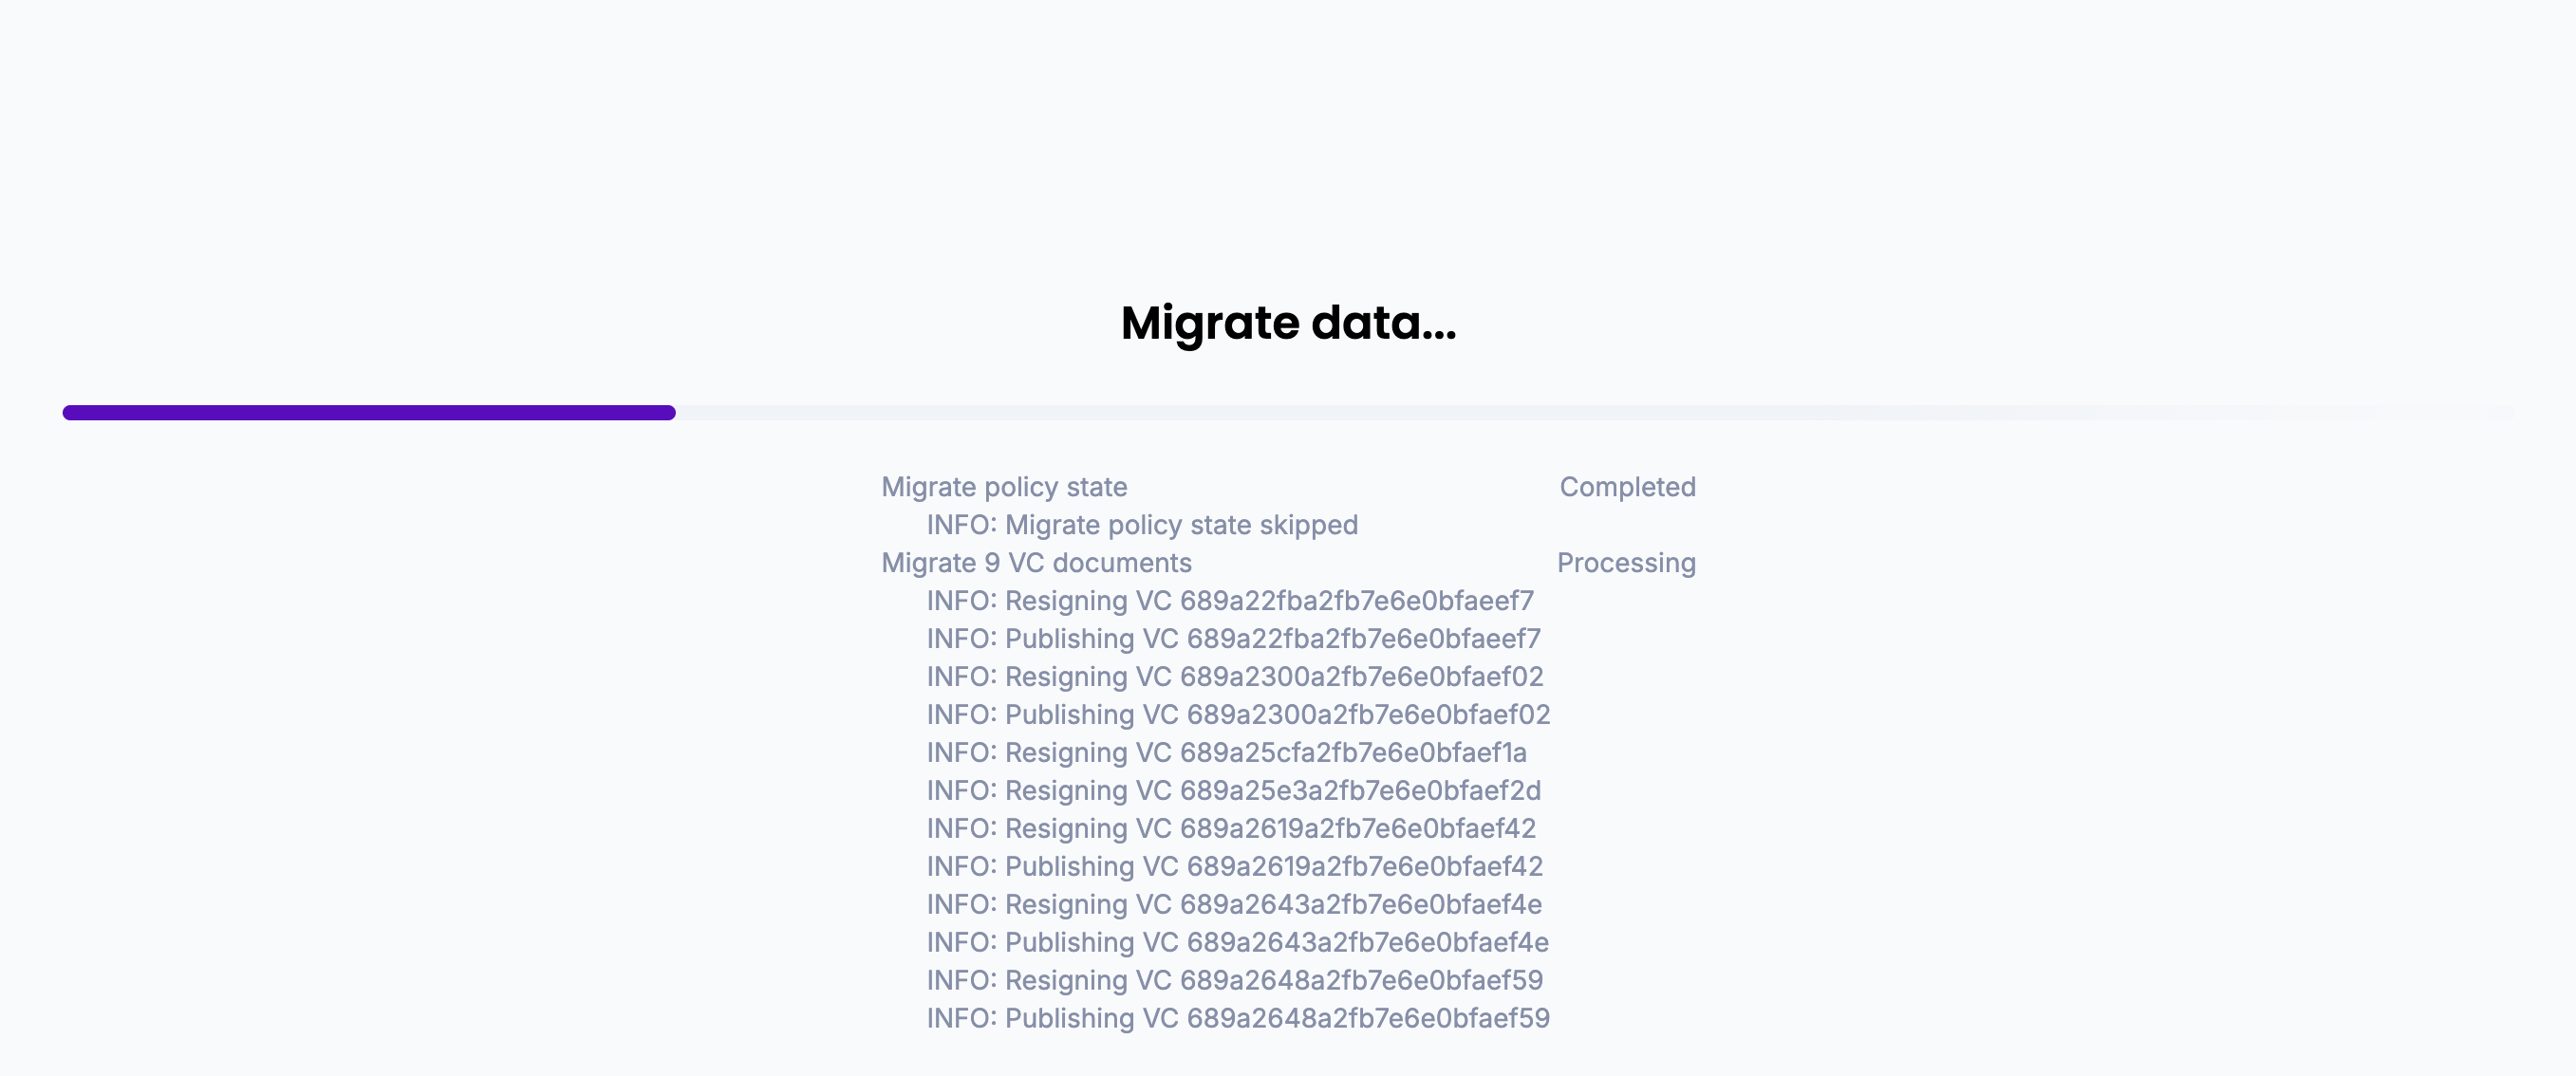 Migrate data...
Migrate policy state Completed
INFO: Migrate policy state skipped
Migrate 9 VC documents Processing
INFO: Resigning VC 689a22fba2fb7e6e0bfaeef7
INFO: Publishing VC 689a22fba2fb7e6e0bfaeef7
INFO: Resigning VC 689a2300a2fb7e6e0bfaef02
INFO: Publishing VC 689a2300a2fb7e6e0bfaef02
INFO: Resigning VC 689a25cfa2fb7e6e0bfaef1a
INFO: Resigning VC 689a25e3a2fb7e6e0bfaef2d
INFO: Resigning VC 689a2619a2fb7e6e0bfaef42
INFO: Publishing VC 689a2619a2fb7e6e0bfaef42
INFO: Resigning VC 689a2643a2fb7e6e0bfaef4e
INFO: Publishing VC 689a2643a2fb7e6e0bfaef4e
INFO: Resigning VC 689a2648a2fb7e6e0bfaef59
INFO: Publishing VC 689a2648a2fb7e6e0bfaef59